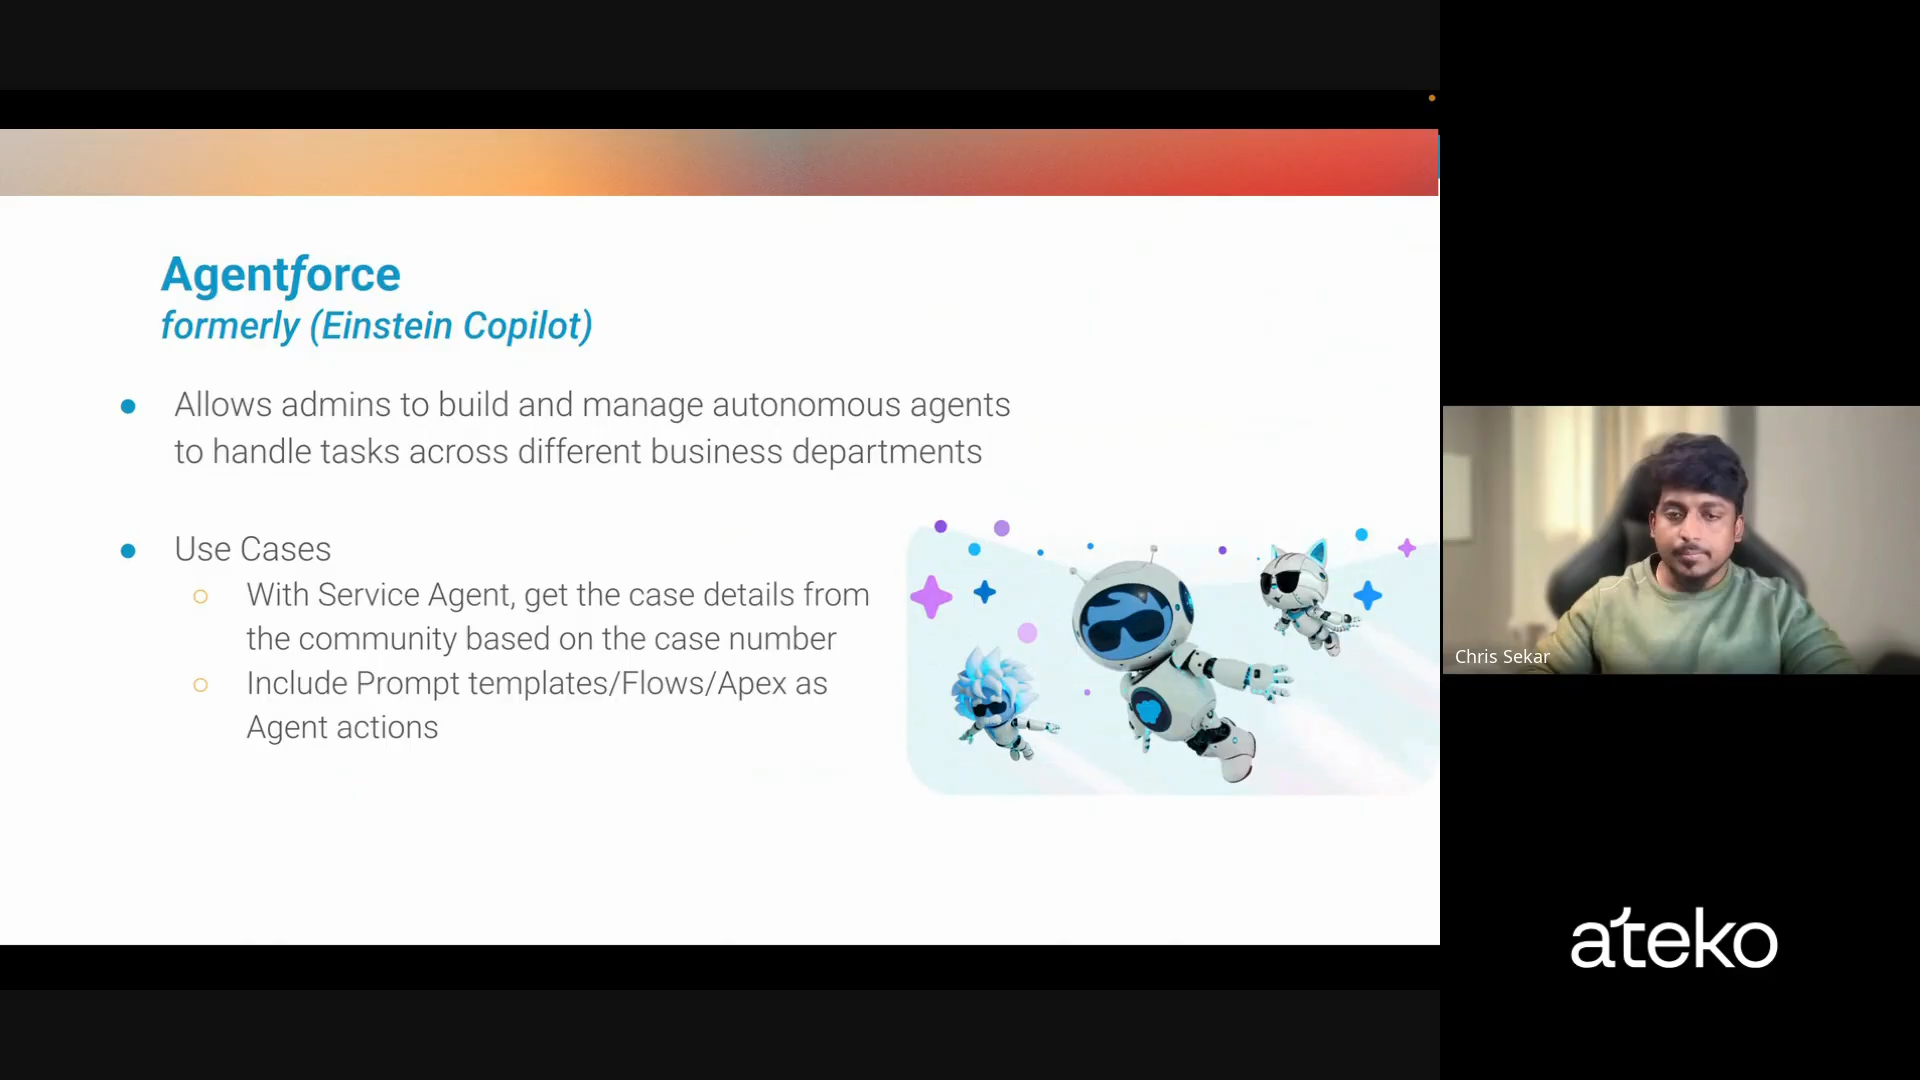 Agentforce
formerly (Einstein Copilot)
● Allows admins to build and manage autonomous agents
to handle tasks across different business departments
● Use Cases
○ With Service Agent, get the case details from
the community based on the case number
○ Include Prompt templates/Flows/Apex as
Agent actions
Chris Sekar
ateko